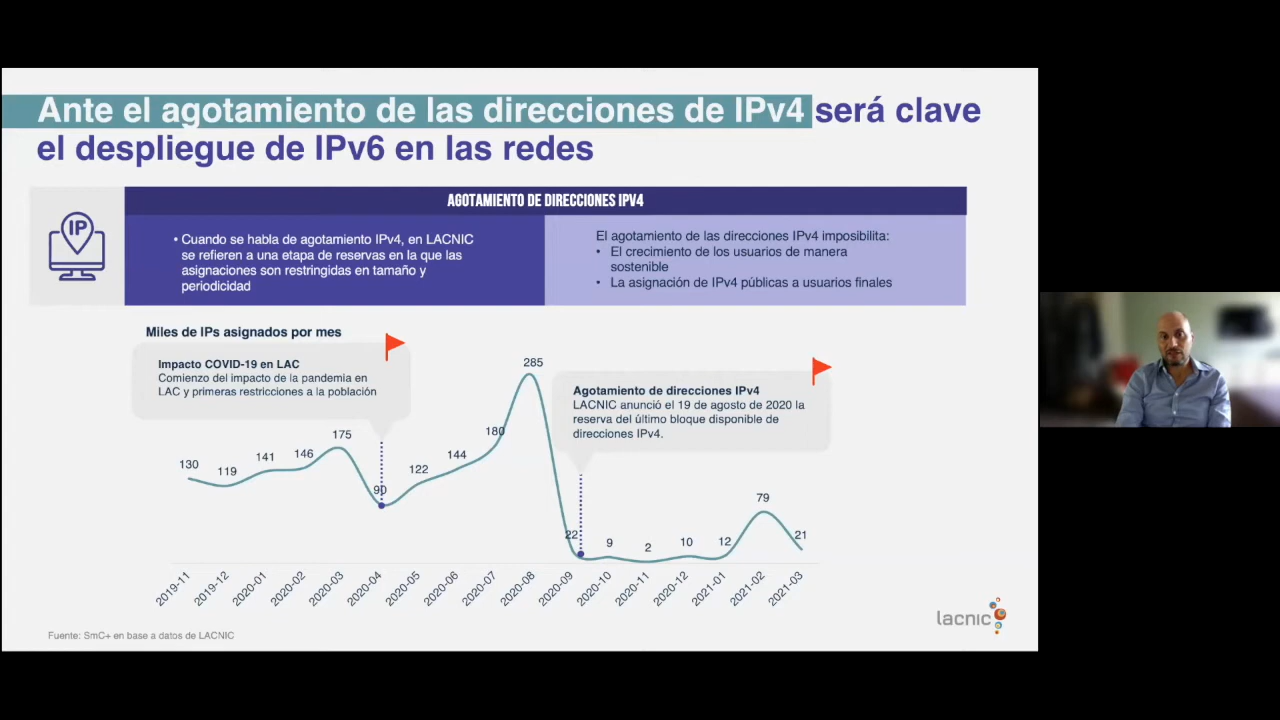 Ante el agotamiento de las direcciones de IPv4 será clave
el despliegue de IPv6 en las redes
IP
AGOTAMIENTO DE DIRECCIONES IPV4
• Cuando se habla de agotamiento IPv4, en LACNIC
se refieren a una etapa de reservas en la que las
asignaciones son restringidas en tamaño y
periodicidad
El agotamiento de las direcciones IPv4 imposibilita:
• El crecimiento de los usuarios de manera
sostenible
• La asignación de IPv4 públicas a usuarios finales
Miles de IPs asignados por mes
Impacto COVID-19 en LAC
Comienzo del impacto de la pandemia en
LAC y primeras restricciones a la población
Agotamiento de direcciones IPv4
LACNIC anunció el 19 de agosto de 2020 la
reserva del último bloque disponible de
direcciones IPv4.
130
119
141
146
175
90
122
144
180
285
22
9
2
10
12
79
21
2019-11
2019-12
2020-01
2020-02
2020-03
2020-04
2020-05
2020-06
2020-07
2020-08
2020-09
2020-10
2020-11
2020-12
2021-01
2021-02
2021-03
Fuente: SmC+ en base a datos de LACNIC
lacnic